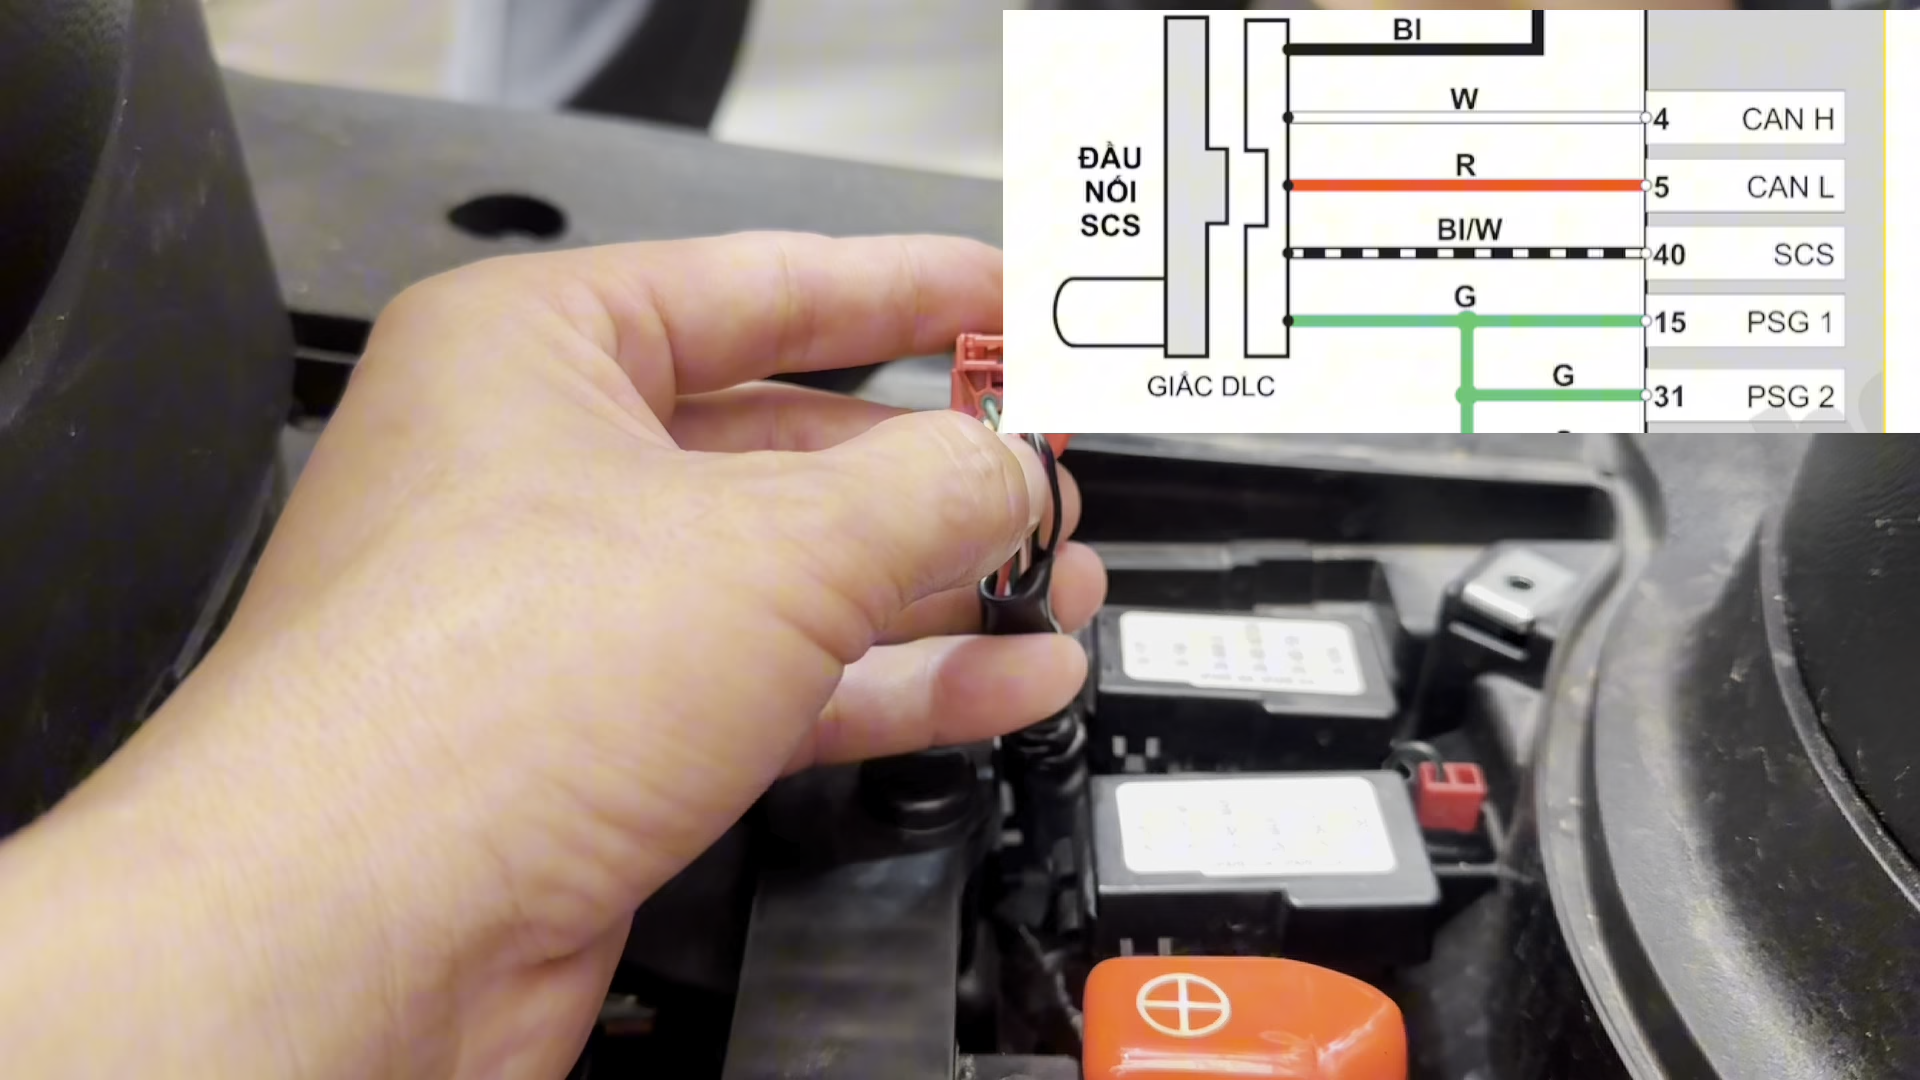 Bl
W
4 CAN H
ĐẦU
NỐI
SCS
R
5 CAN L
Bl/W
40 SCS
G
15 PSG 1
G
31 PSG 2
GIẮC DLC